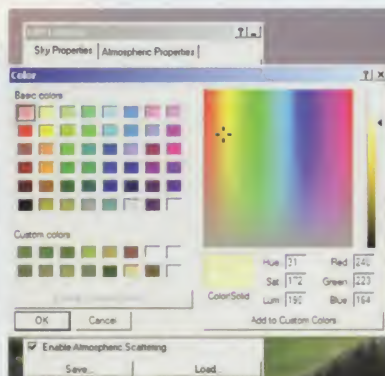 Sky Properties Atmospheric Properties
Color
Basic colors
Custom colors
Hue 31 Red 240
Sat 172 Green 223
Color|Solid Lum 190 Blue 164
OK Cancel Add to Custom Colors
Enable Atmospheric Scattering
Save... Load...